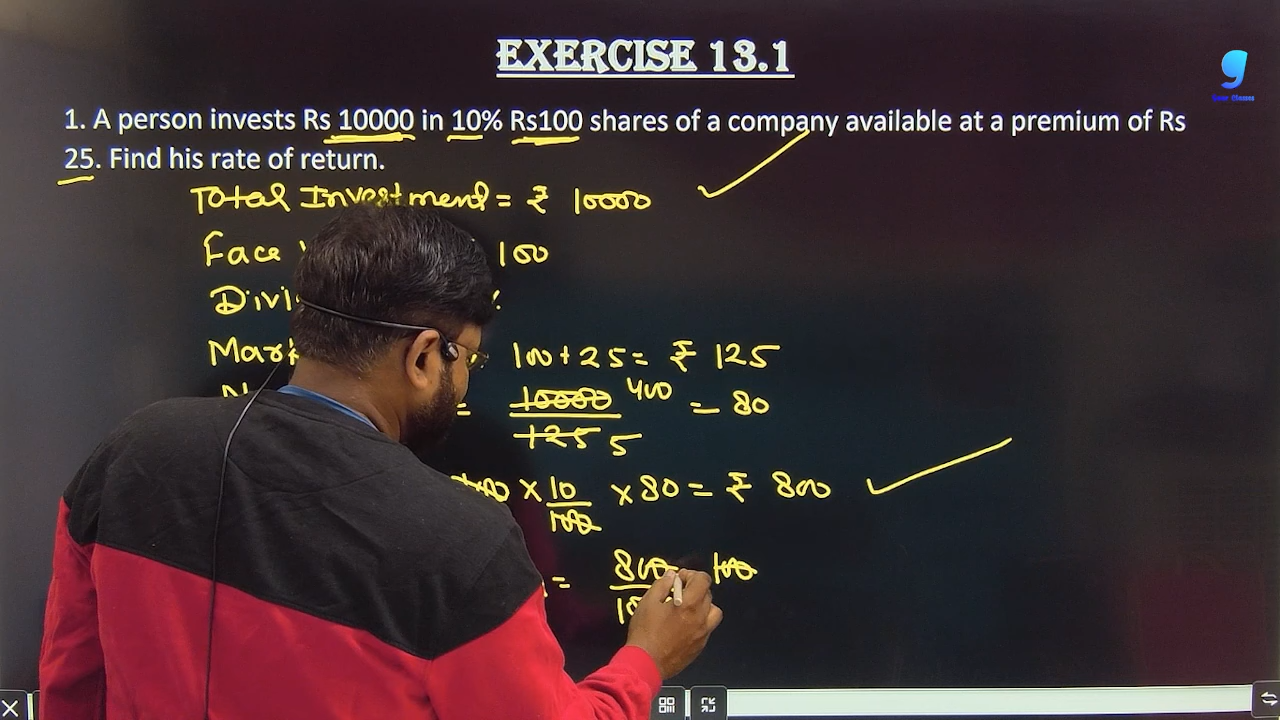 EXERCISE 13.1
1. A person invests Rs 10000 in 10% Rs100 shares of a company available at a premium of Rs
25. Find his rate of return.
Total Investment = ₹ 10000
Face 100
Divi
Mark 100 + 25 = ₹ 125
= 10000 400 = 80
125 5
100 × 10 × 80 = ₹ 800
100
= 800 100